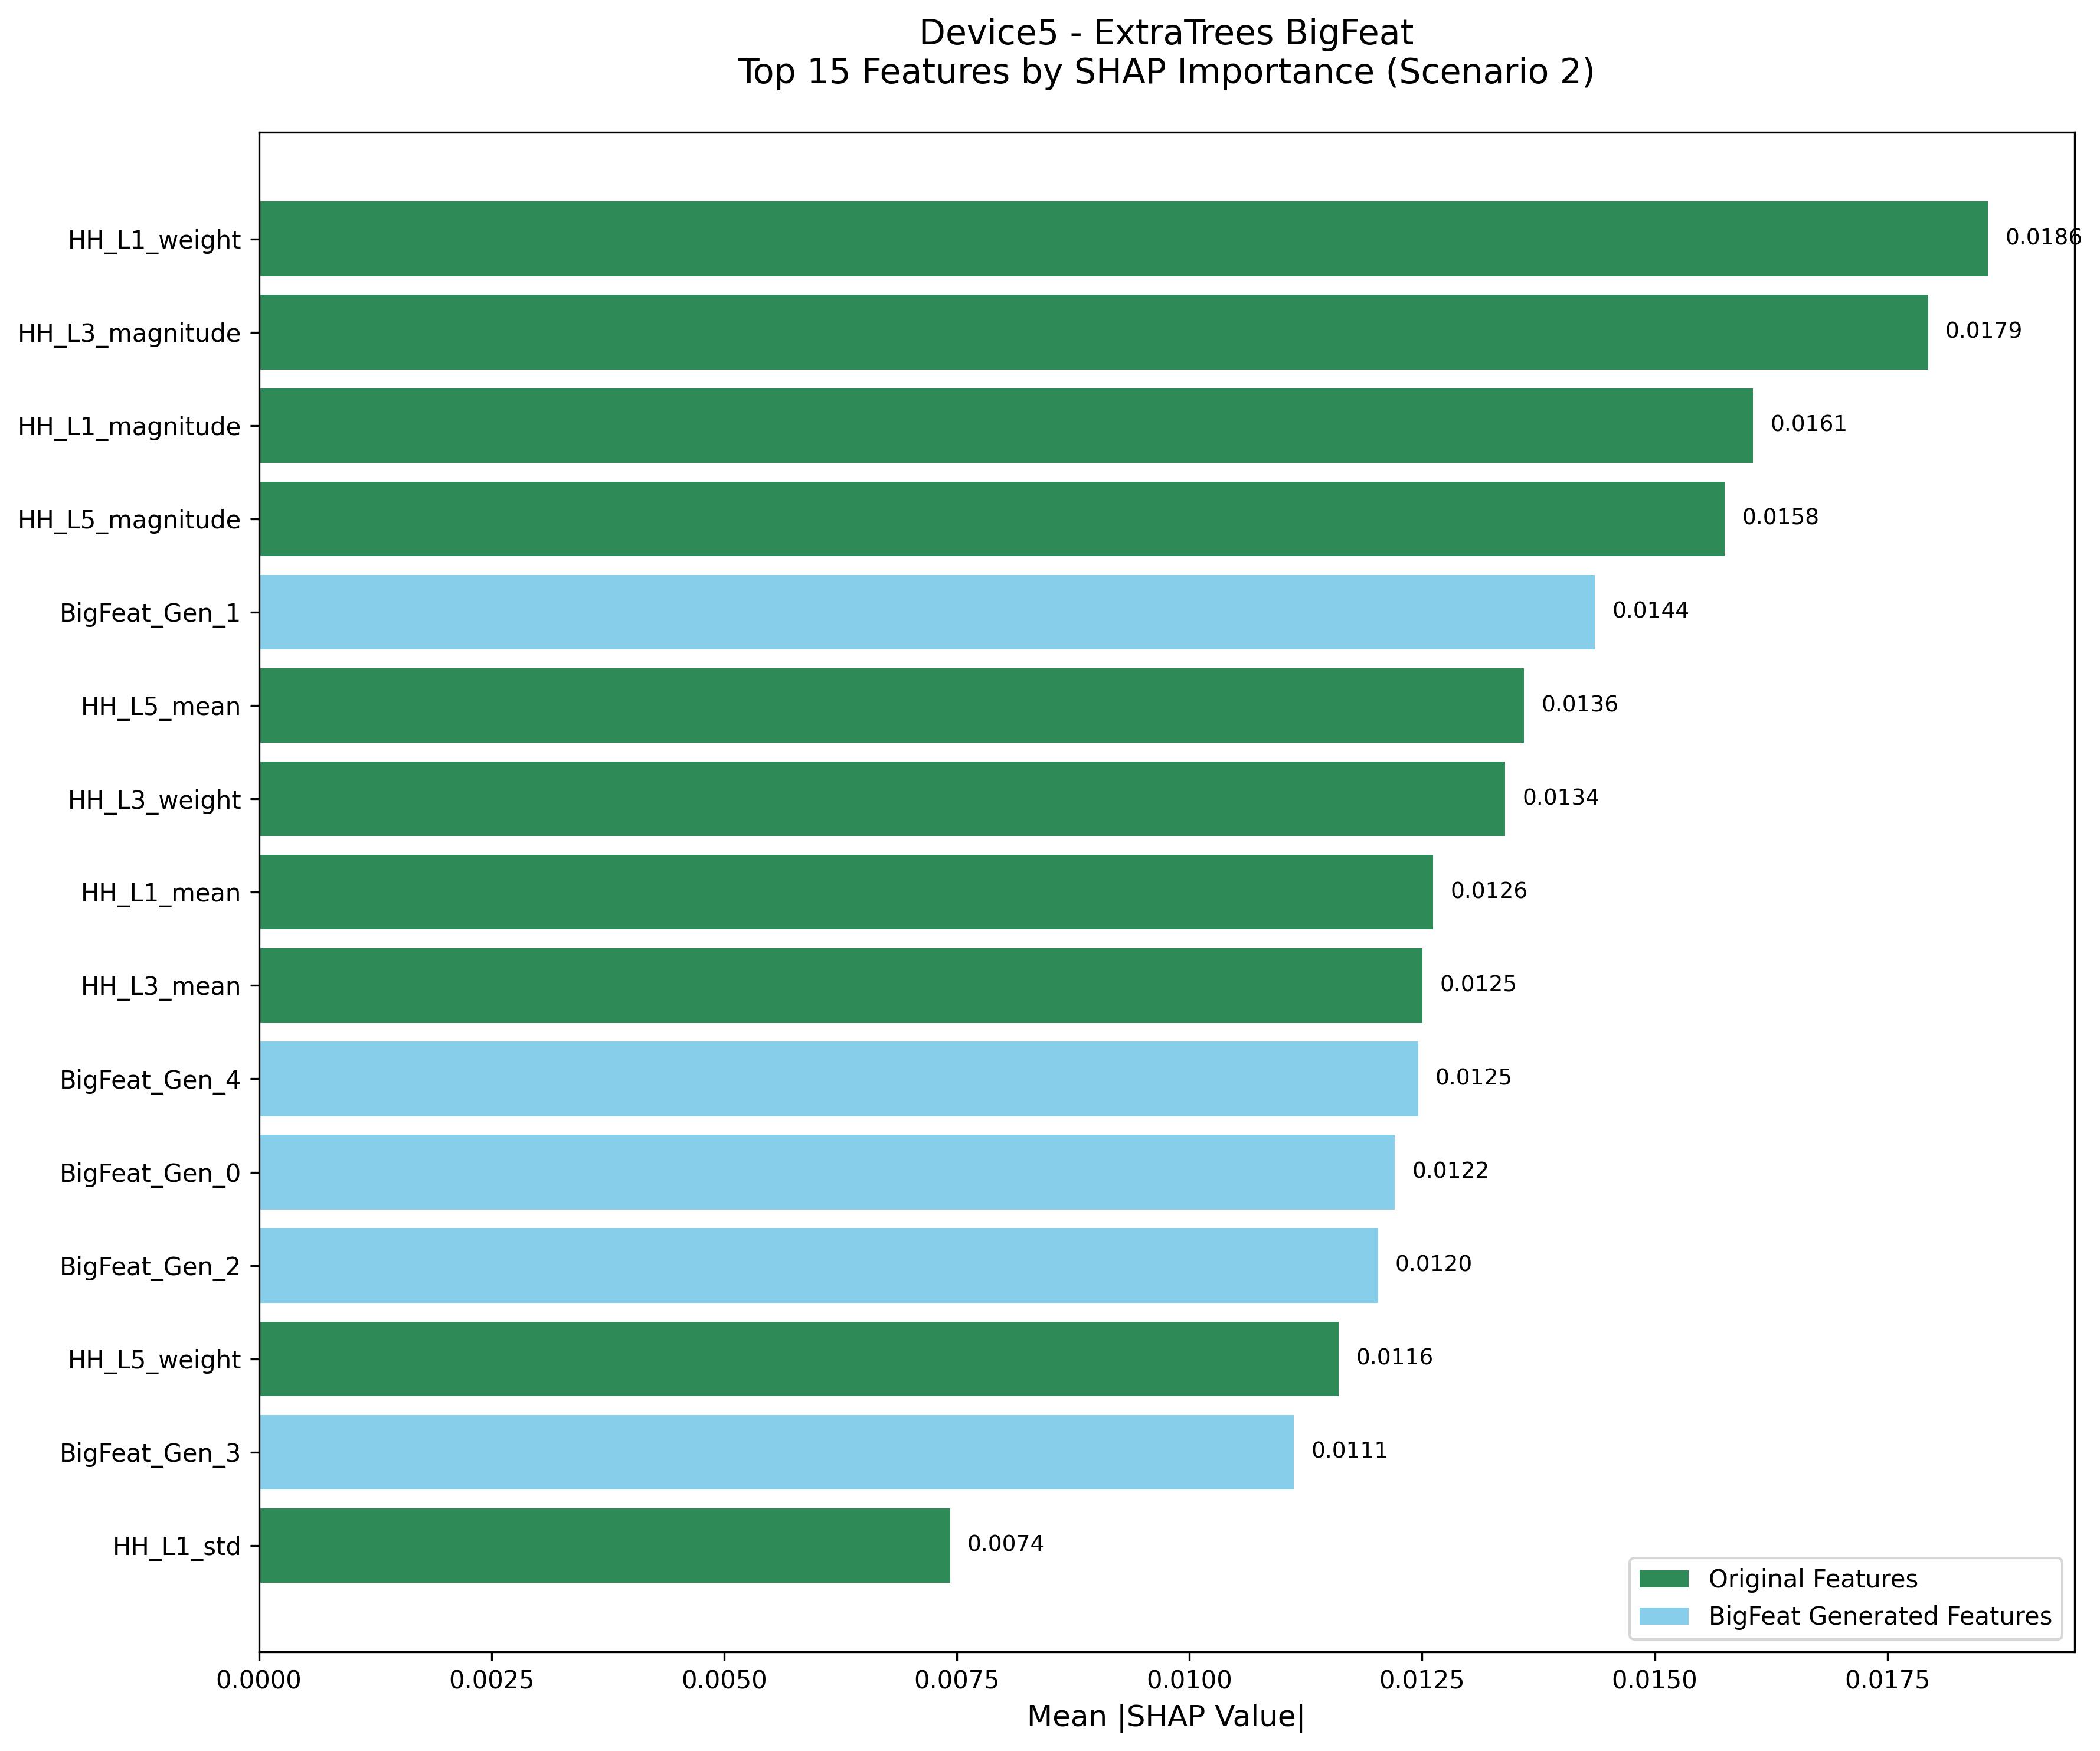 Device5 - ExtraTrees BigFeat
Top 15 Features by SHAP Importance (Scenario 2)
HH_L1_weight 0.0186
HH_L3_magnitude 0.0179
HH_L1_magnitude 0.0161
HH_L5_magnitude 0.0158
BigFeat_Gen_1 0.0144
HH_L5_mean 0.0136
HH_L3_weight 0.0134
HH_L1_mean 0.0126
HH_L3_mean 0.0125
BigFeat_Gen_4 0.0125
BigFeat_Gen_0 0.0122
BigFeat_Gen_2 0.0120
HH_L5_weight 0.0116
BigFeat_Gen_3 0.0111
HH_L1_std 0.0074
Original Features
BigFeat Generated Features
0.0000 0.0025 0.0050 0.0075 0.0100 0.0125 0.0150 0.0175
Mean |SHAP Value|